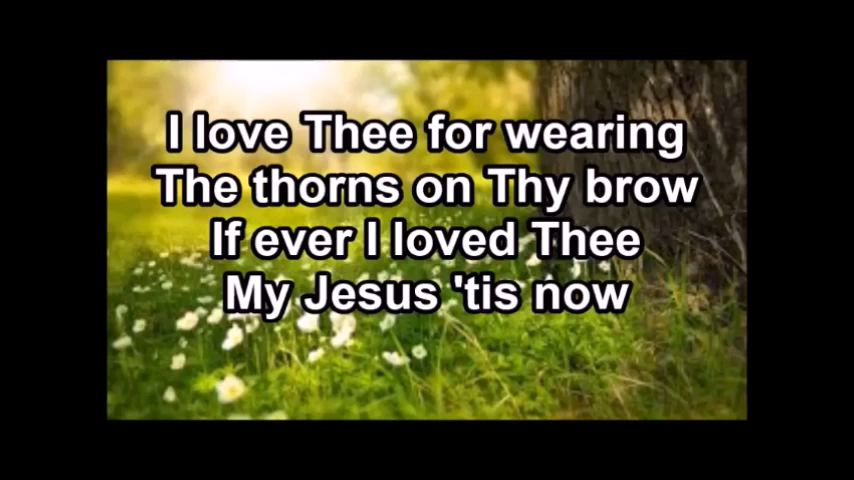 I love Thee for wearing
The thorns on Thy brow
If ever I loved Thee
My Jesus 'tis now